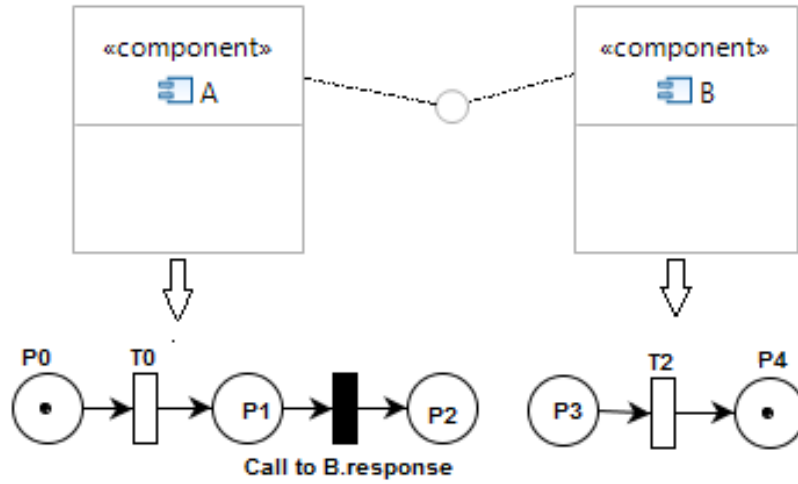 «component»
A
«component»
B
P0
T0
P1
P2
Call to B.response
P3
T2
P4